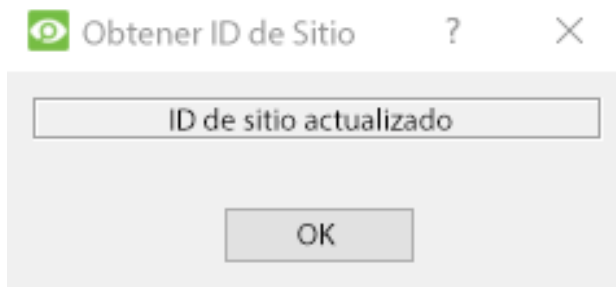 Obtener ID de Sitio ?
ID de sitio actualizado
OK